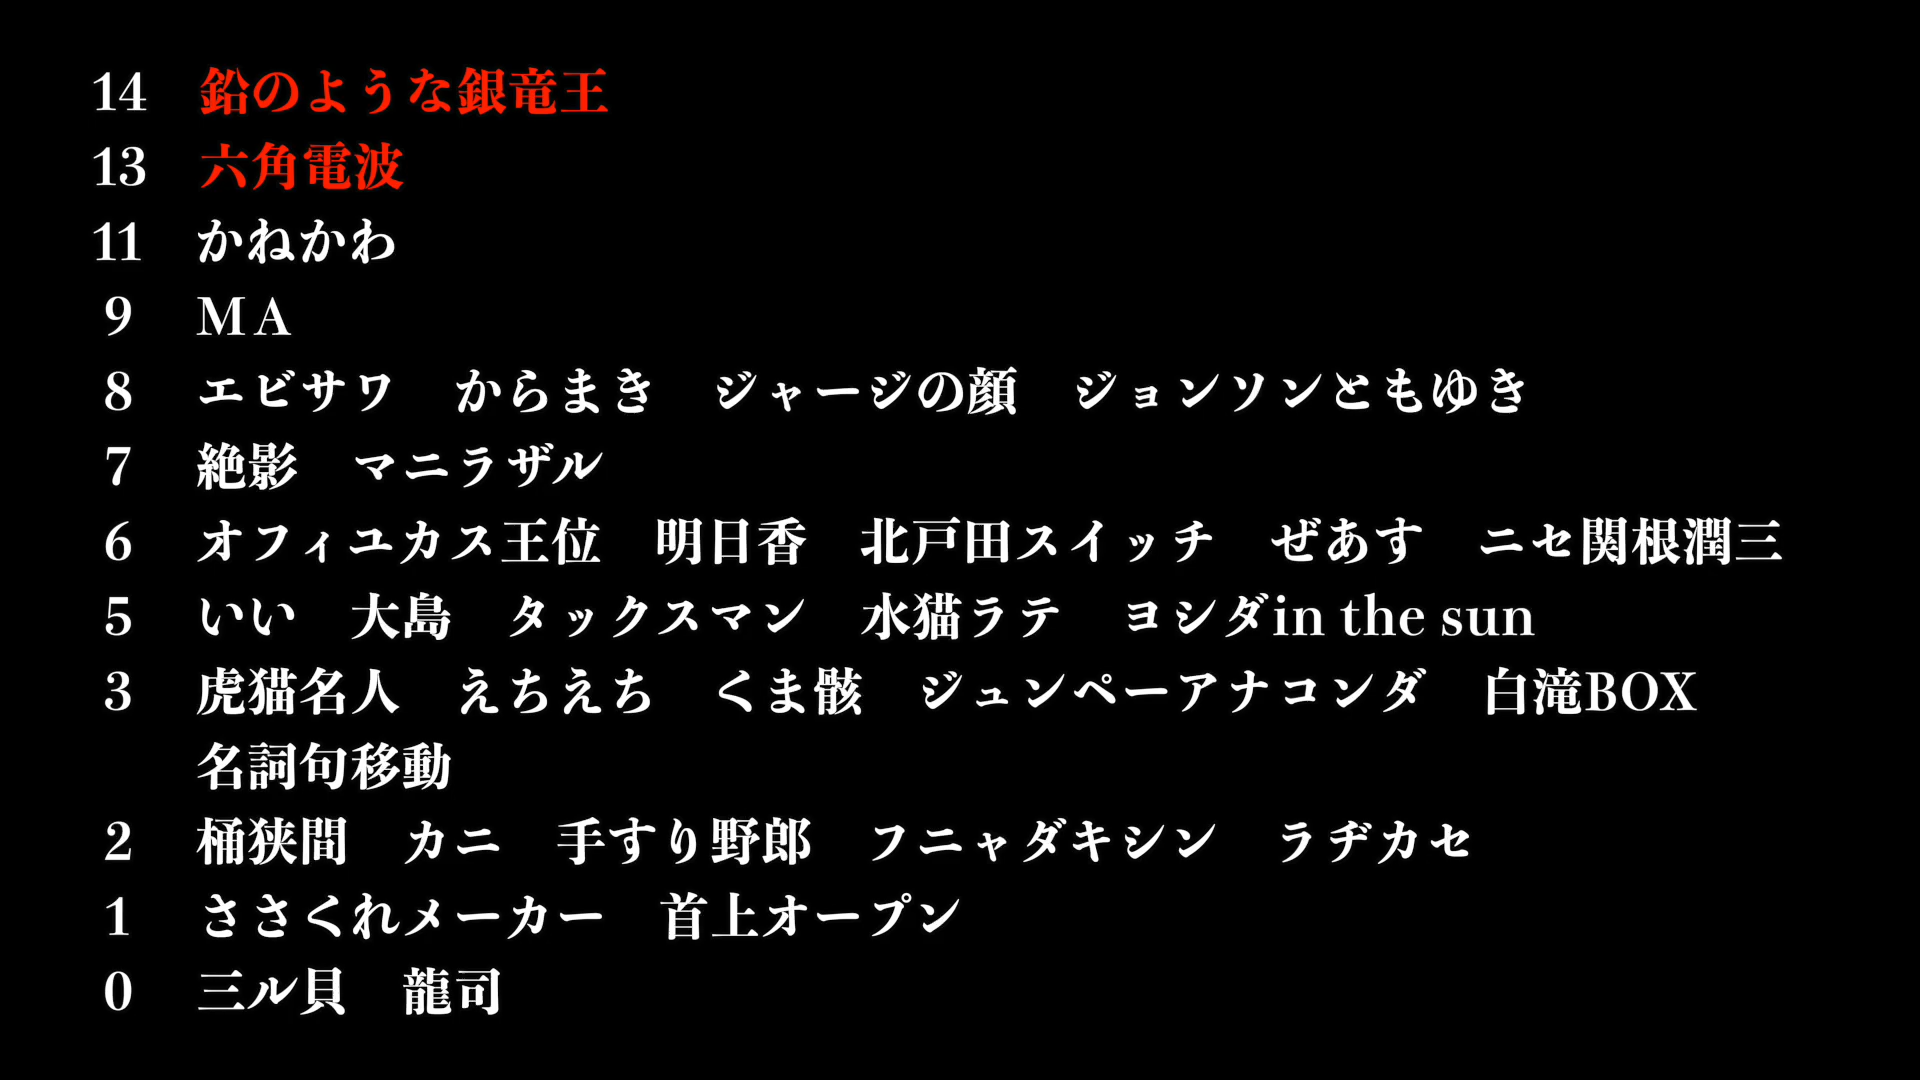 14 鉛のような銀竜王
13 六角電波
11 かねかわ
9 MA
8 エビサワ からまき ジャージの顔 ジョンソンともゆき
7 絶影 マニラザル
6 オフィユカス王位 明日香 北戸田スイッチ ぜあす ニセ関根潤三
5 いい 大島 タックスマン 水猫ラテ ヨシダin the sun
3 虎猫名人 えちえち くま骸 ジュンペーアナコンダ 白滝BOX
名詞句移動
2 桶狭間 カニ 手すり野郎 フニャダキシン ラヂカセ
1 ささくれメーカー 首上オープン
0 三ル貝 龍司